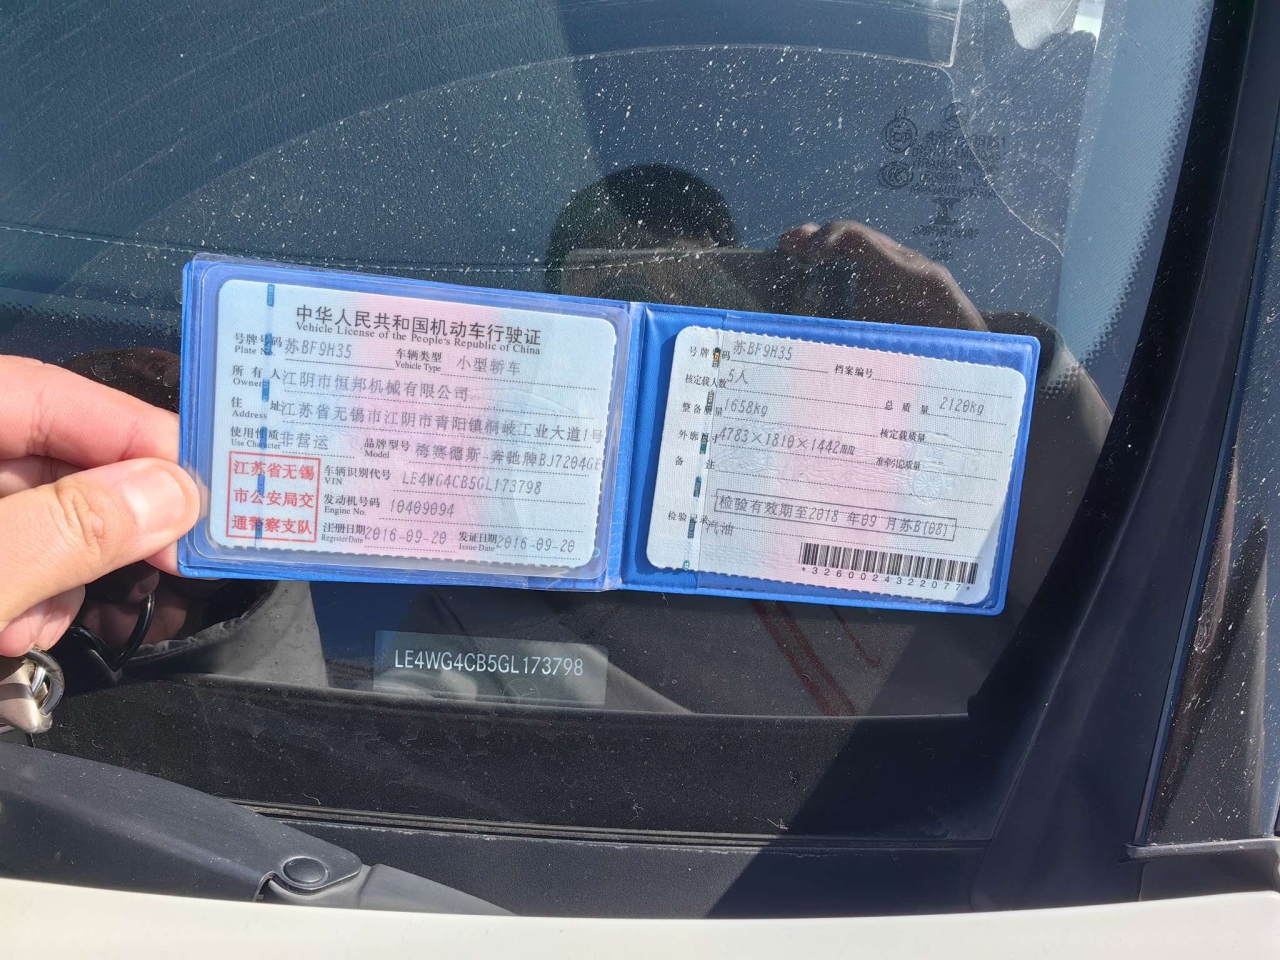 中华人民共和国机动车行驶证
Vehicle License of the People's Republic of China
号牌号码 苏BF9H35 车辆类型 小型轿车
Plate No. Vehicle Type
所有人 江阴市恒邦机械有限公司
Owner
住址 江苏省无锡市江阴市青阳镇桐岐工业大道1号
Address
使用性质 非营运 品牌型号 梅赛德斯-奔驰牌BJ7204GE
Use Character Model
江苏省无锡
市公安局交
通警察支队
车辆识别代号 LE4WG4CB5GL173798
VIN
发动机号码 10409094
Engine No.
注册日期 2016-09-20 发证日期 2016-09-20
Register Date Issue Date
号牌号码 苏BF9H35 档案编号
核定载人数 5人 总质量 2120kg
整备质量 1658kg 核定载质量
外廓尺寸 4783×1810×1442mm 准牵引总质量
备注
检验有效期至2018 年09 月苏B(08)
检验记录 汽油
*3260024322077*
LE4WG4CB5GL173798